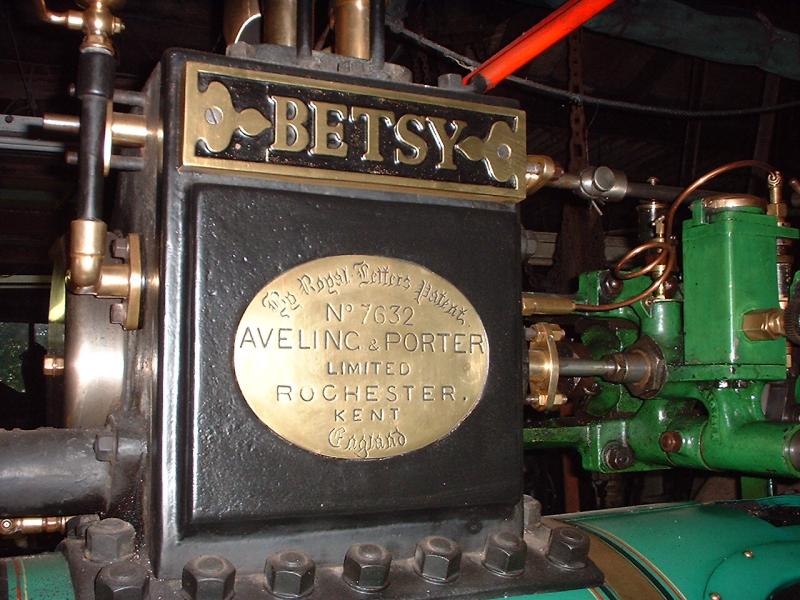 BETSY
By Royal Letters Patent.
No 7632
AVELING & PORTER
LIMITED
ROCHESTER.
KENT
England